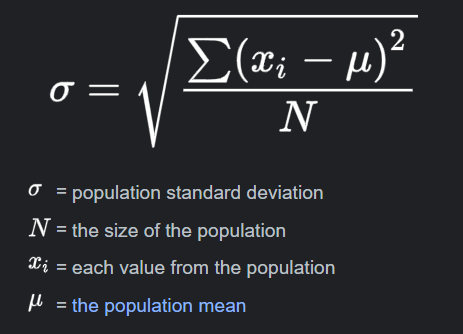 σ = √(∑(xᵢ − μ)² / N)
σ = population standard deviation
N = the size of the population
xᵢ = each value from the population
μ = the population mean